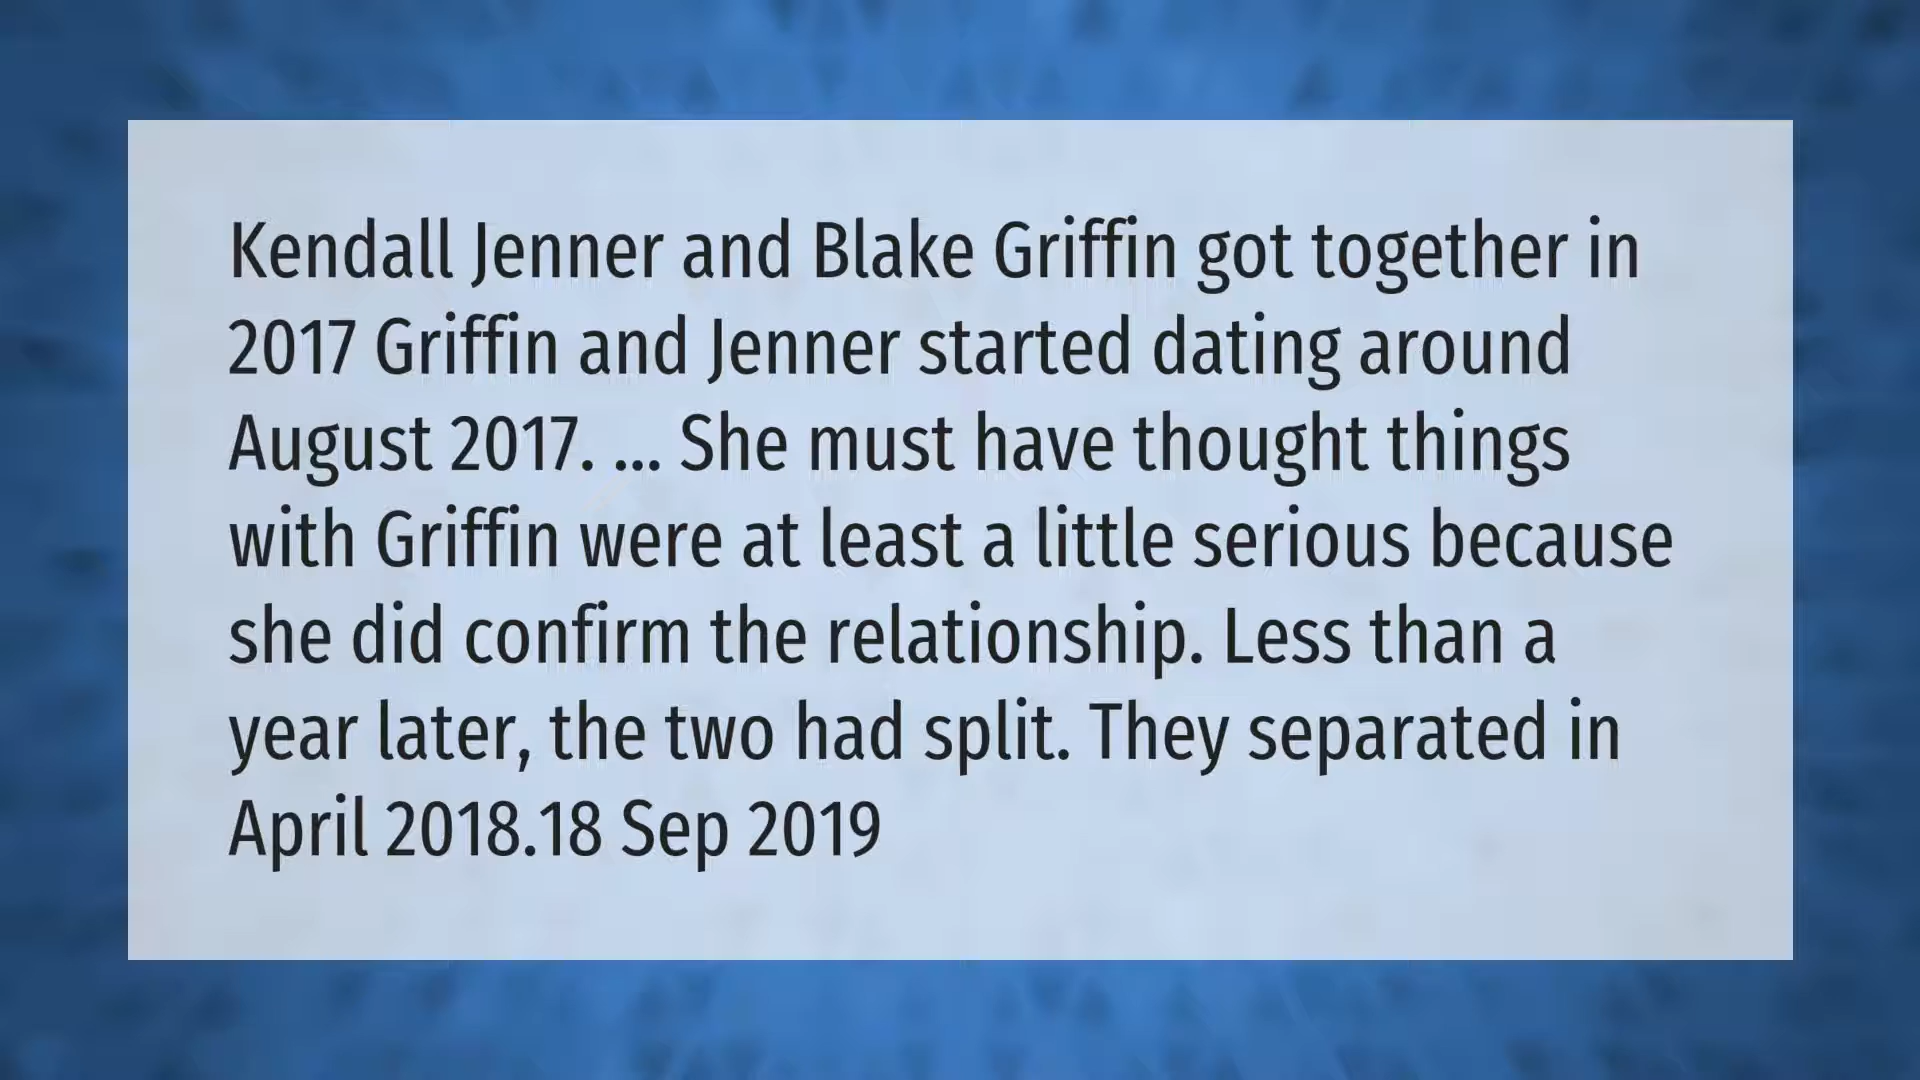 Kendall Jenner and Blake Griffin got together in
2017 Griffin and Jenner started dating around
August 2017. ... She must have thought things
with Griffin were at least a little serious because
she did confirm the relationship. Less than a
year later, the two had split. They separated in
April 2018.18 Sep 2019